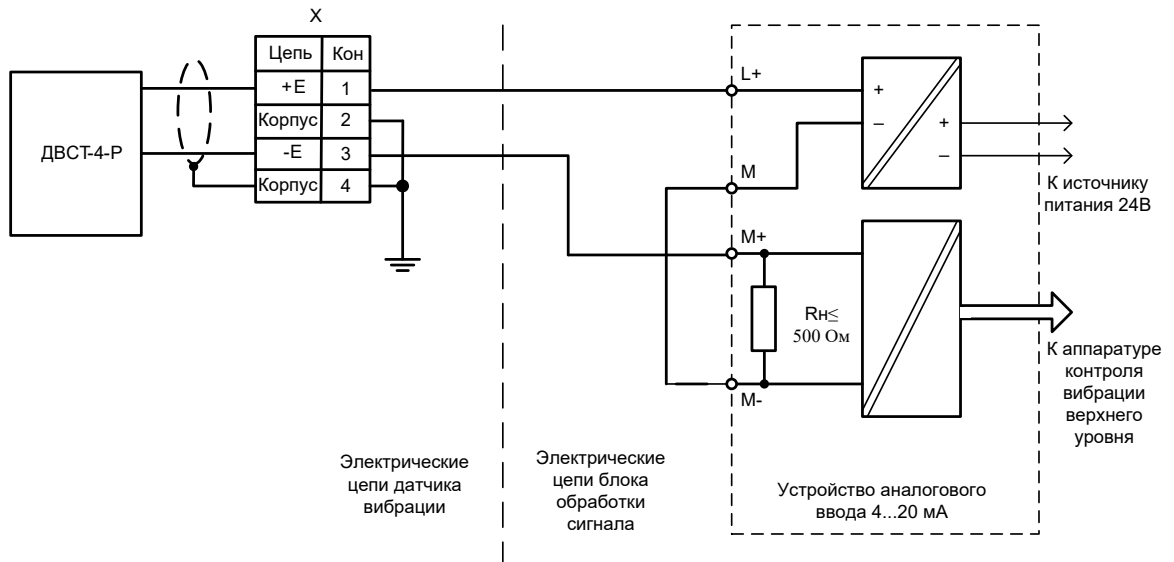 X
Цепь Кон
+E 1
Корпус 2
-E 3
Корпус 4
ДВСТ-4-Р
L+
M
M+
M-
+
–
+
–
К источнику
питания 24В
Rн≤
500 Ом
К аппаратуре
контроля
вибрации
верхнего
уровня
Электрические
цепи датчика
вибрации
Электрические
цепи блока
обработки
сигнала
Устройство аналогового
ввода 4...20 мА